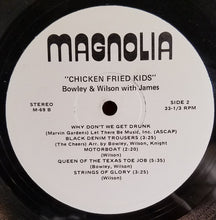 MAGNOLIA
"CHICKEN FRIED KIDS"
Bowley & Wilson with James
STEREO
M-69 B
SIDE 2
33-1/3 RPM
WHY DON'T WE GET DRUNK
(Marvin Gardens) Let There Be Music, Inc. (ASCAP)
BLACK DENIM TROUSERS (3:25)
(The Cheers) Arr. by Bowley, Wilson, Knight
MOTORBOAT (3:20)
(Wilson)
QUEEN OF THE TEXAS TOE JOB (5:35)
(Bowley, Wilson)
STRINGS OF GLORY (3:25)
(Wilson)